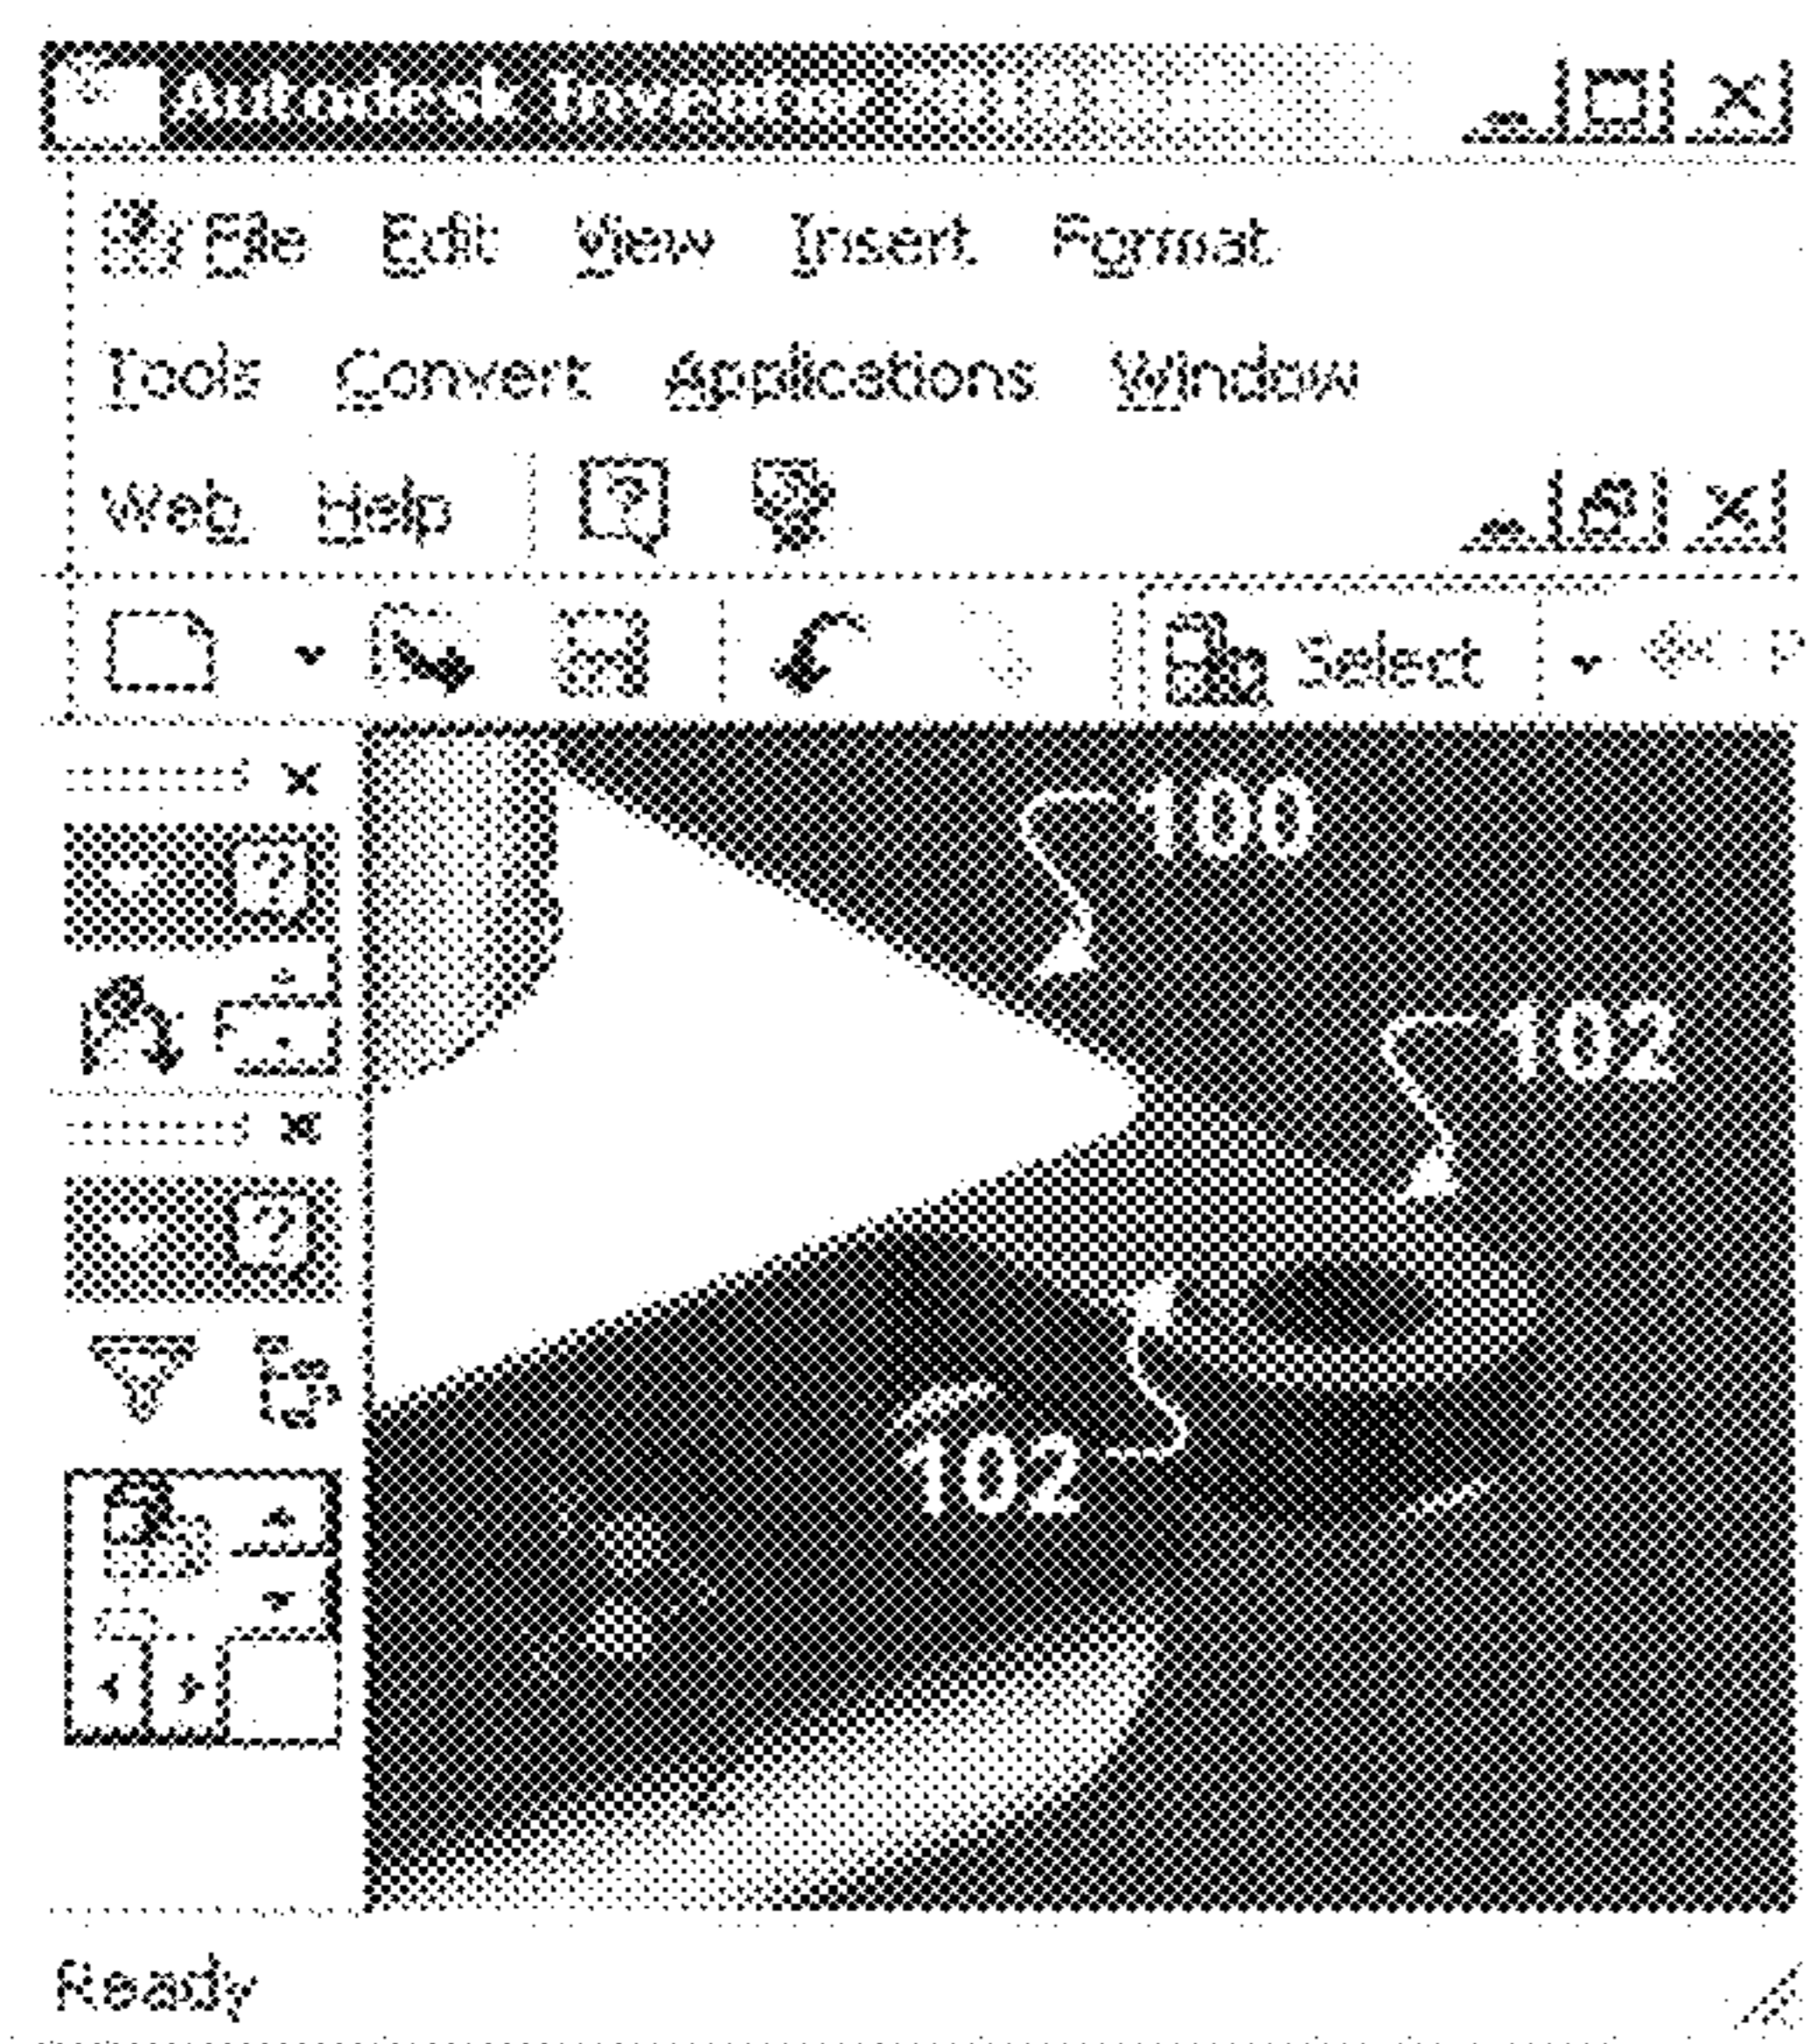 Autodesk Inventor
File Edit View Insert Format
Tools Convert Applications Window
Web Help
Select
100
102
102
Ready